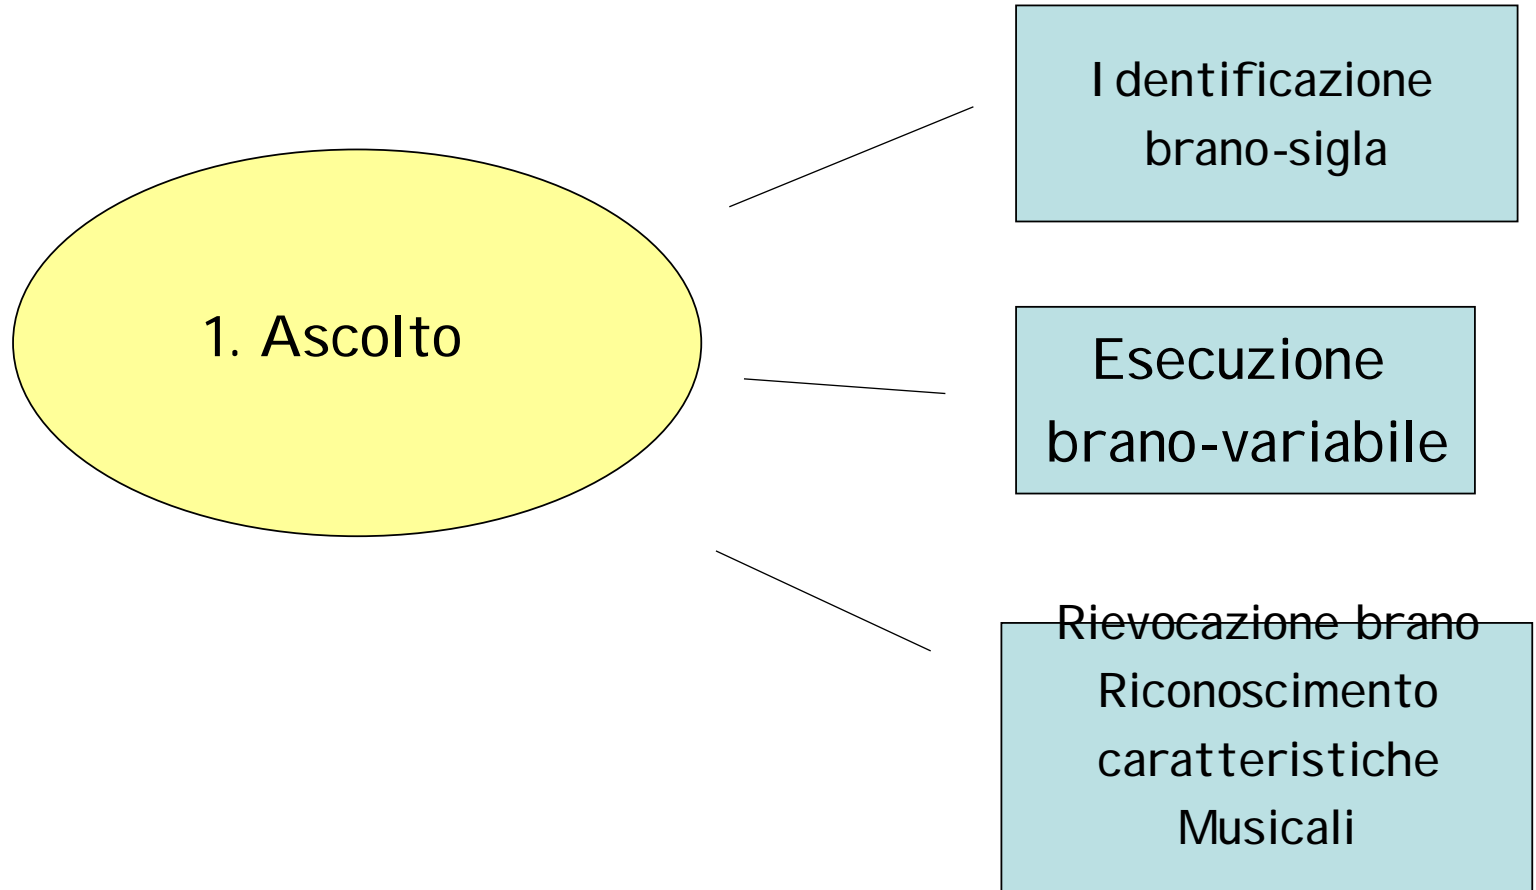 1. Ascolto
Identificazione
brano-sigla
Esecuzione
brano-variabile
Rievocazione brano
Riconoscimento
caratteristiche
Musicali